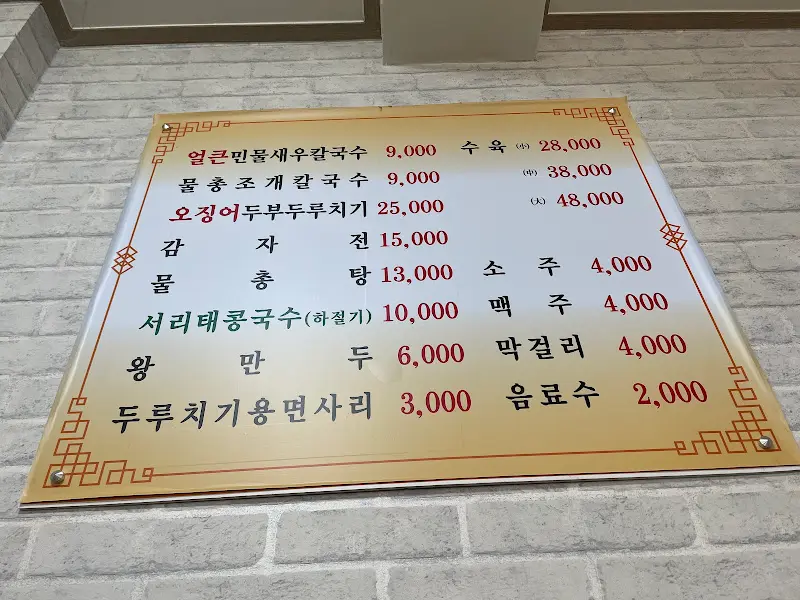 얼큰민물새우칼국수 9,000
물총조개칼국수 9,000
오징어두부두루치기 25,000
감자전 15,000
물총탕 13,000
서리태콩국수(하절기) 10,000
왕만두 6,000
두루치기용면사리 3,000
수육 (小) 28,000
(中) 38,000
(大) 48,000
소주 4,000
맥주 4,000
막걸리 4,000
음료수 2,000